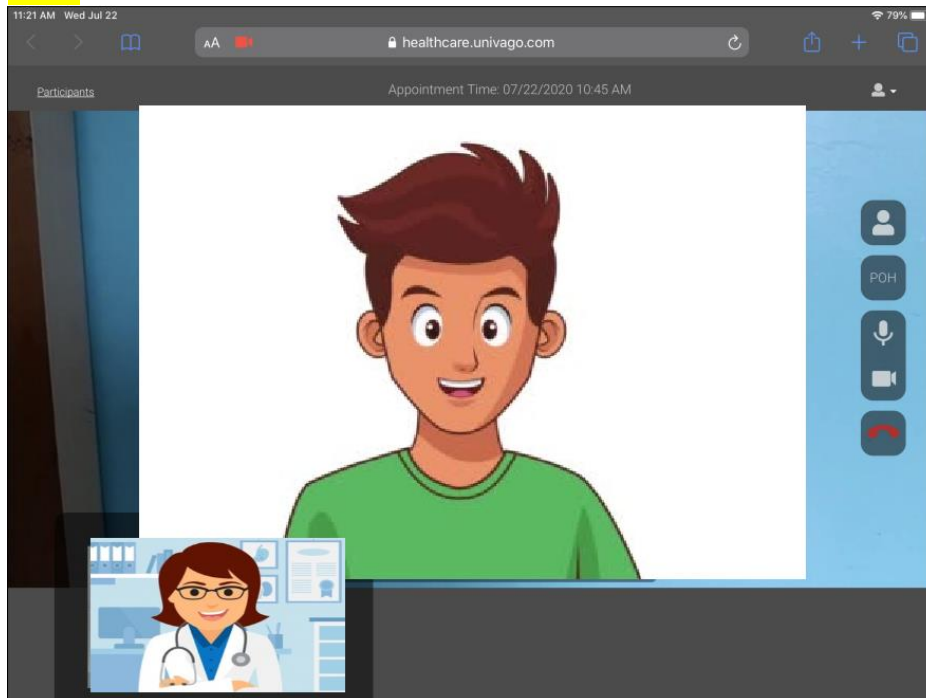 11:21 AM Wed Jul 22
79%
AA
healthcare.univago.com
Participants
Appointment Time: 07/22/2020 10:45 AM
POH